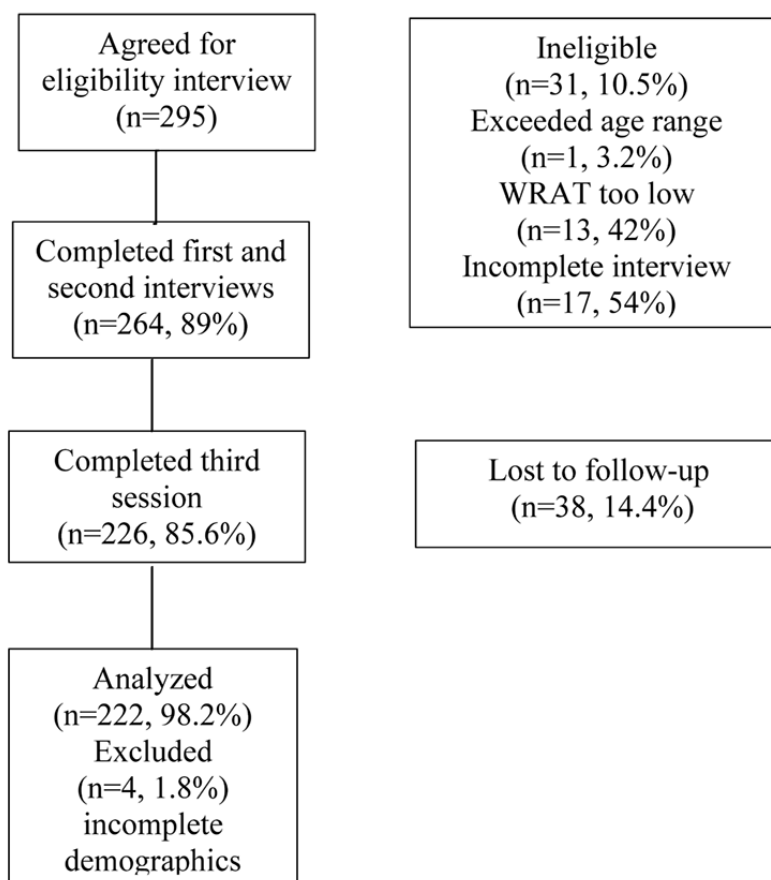 Agreed for
eligibility interview
(n=295)
Ineligible
(n=31, 10.5%)
Exceeded age range
(n=1, 3.2%)
WRAT too low
(n=13, 42%)
Incomplete interview
(n=17, 54%)
Completed first and
second interviews
(n=264, 89%)
Completed third
session
(n=226, 85.6%)
Lost to follow-up
(n=38, 14.4%)
Analyzed
(n=222, 98.2%)
Excluded
(n=4, 1.8%)
incomplete
demographics